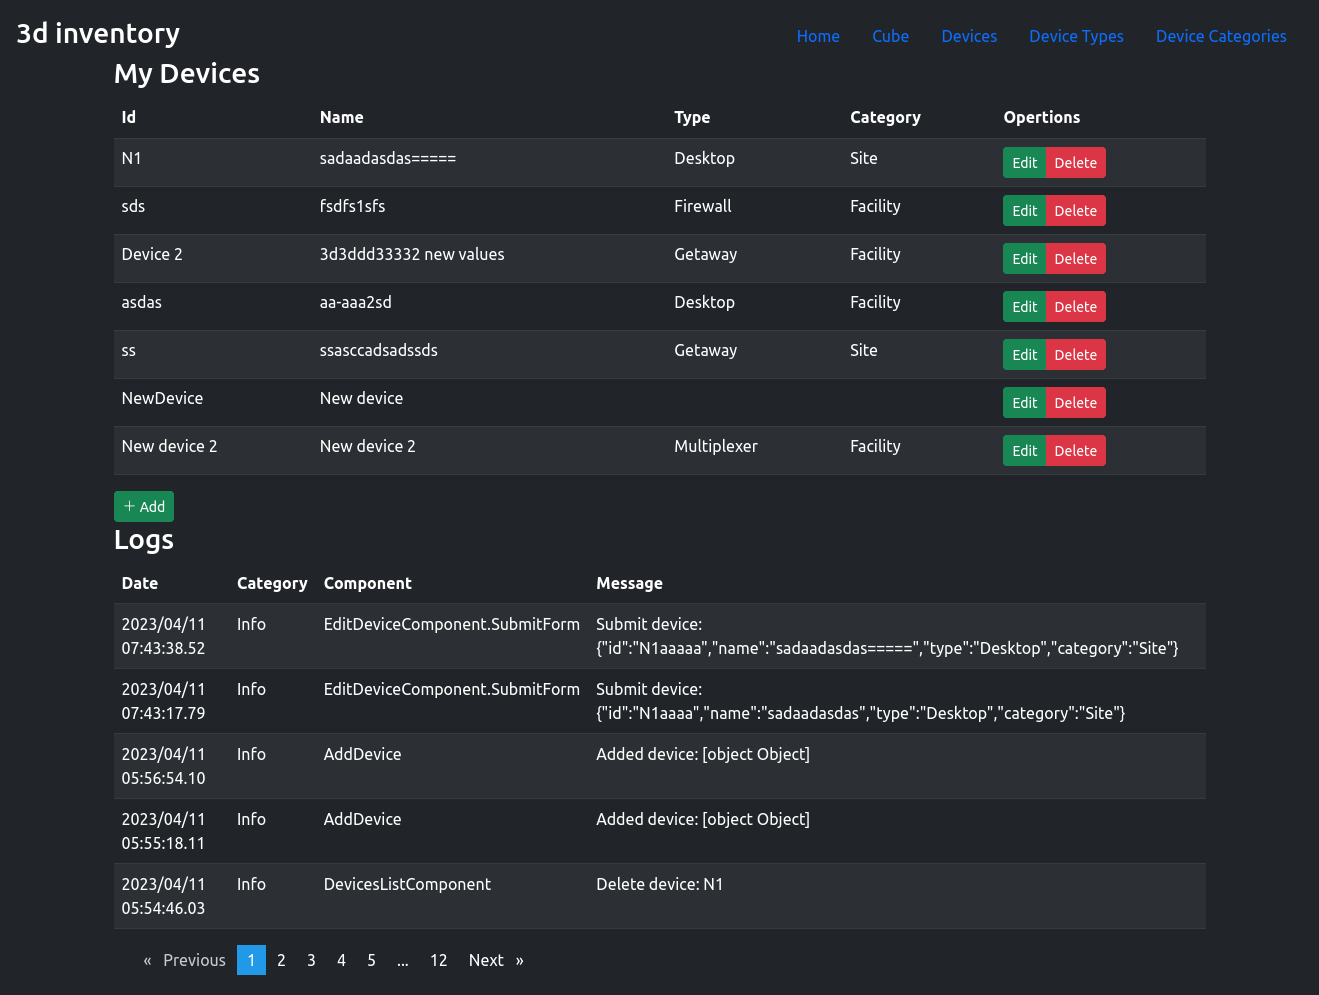 3d inventory
Home Cube Devices Device Types Device Categories
My Devices
Id Name Type Category Opertions
N1 sadaadasdas===== Desktop Site Edit Delete
sds fsdfs1sfs Firewall Facility Edit Delete
Device 2 3d3ddd33332 new values Getaway Facility Edit Delete
asdas aa-aaa2sd Desktop Facility Edit Delete
ss ssasccadsadssds Getaway Site Edit Delete
NewDevice New device Edit Delete
New device 2 New device 2 Multiplexer Facility Edit Delete
+ Add
Logs
Date Category Component Message
2023/04/11 Info EditDeviceComponent.SubmitForm Submit device:
07:43:38.52 {"id":"N1aaaaa","name":"sadaadasdas=====","type":"Desktop","category":"Site"}
2023/04/11 Info EditDeviceComponent.SubmitForm Submit device:
07:43:17.79 {"id":"N1aaaa","name":"sadaadasdas","type":"Desktop","category":"Site"}
2023/04/11 Info AddDevice Added device: [object Object]
05:56:54.10
2023/04/11 Info AddDevice Added device: [object Object]
05:55:18.11
2023/04/11 Info DevicesListComponent Delete device: N1
05:54:46.03
« Previous 1 2 3 4 5 ... 12 Next »